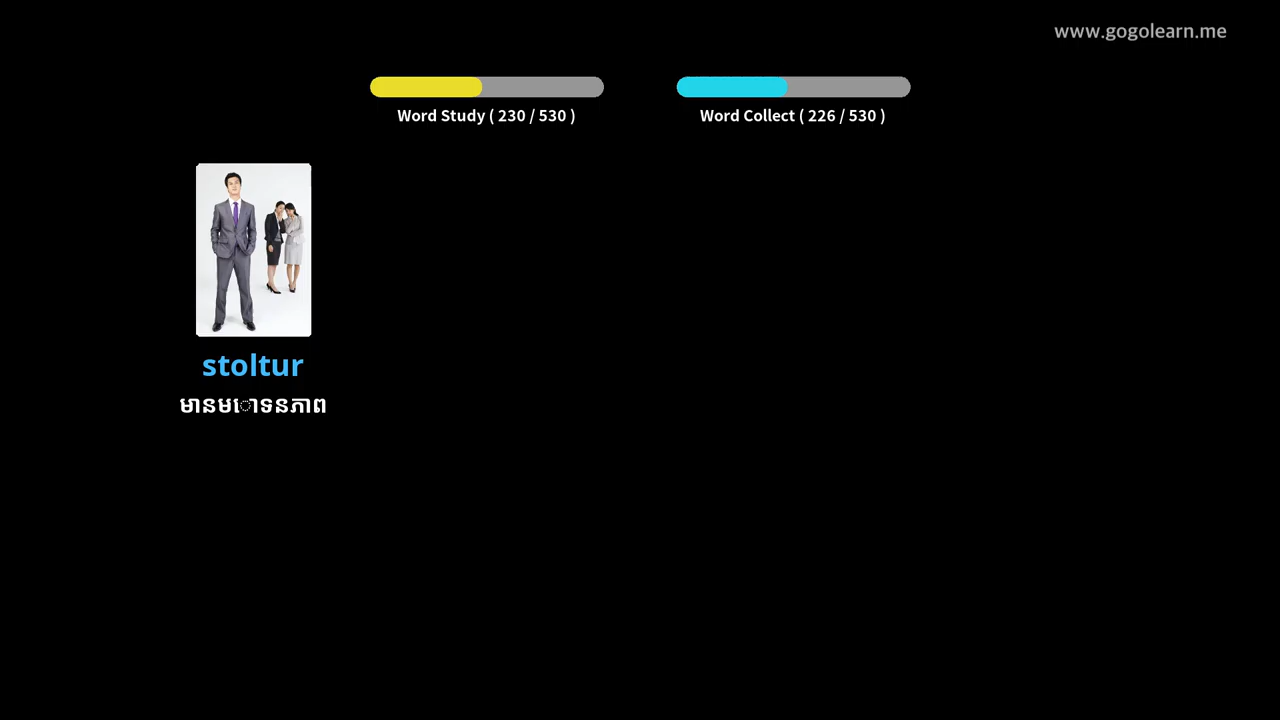 www.gogolearn.me
Word Study ( 230 / 530 )
Word Collect ( 226 / 530 )
stoltur
មានមោទនភាព